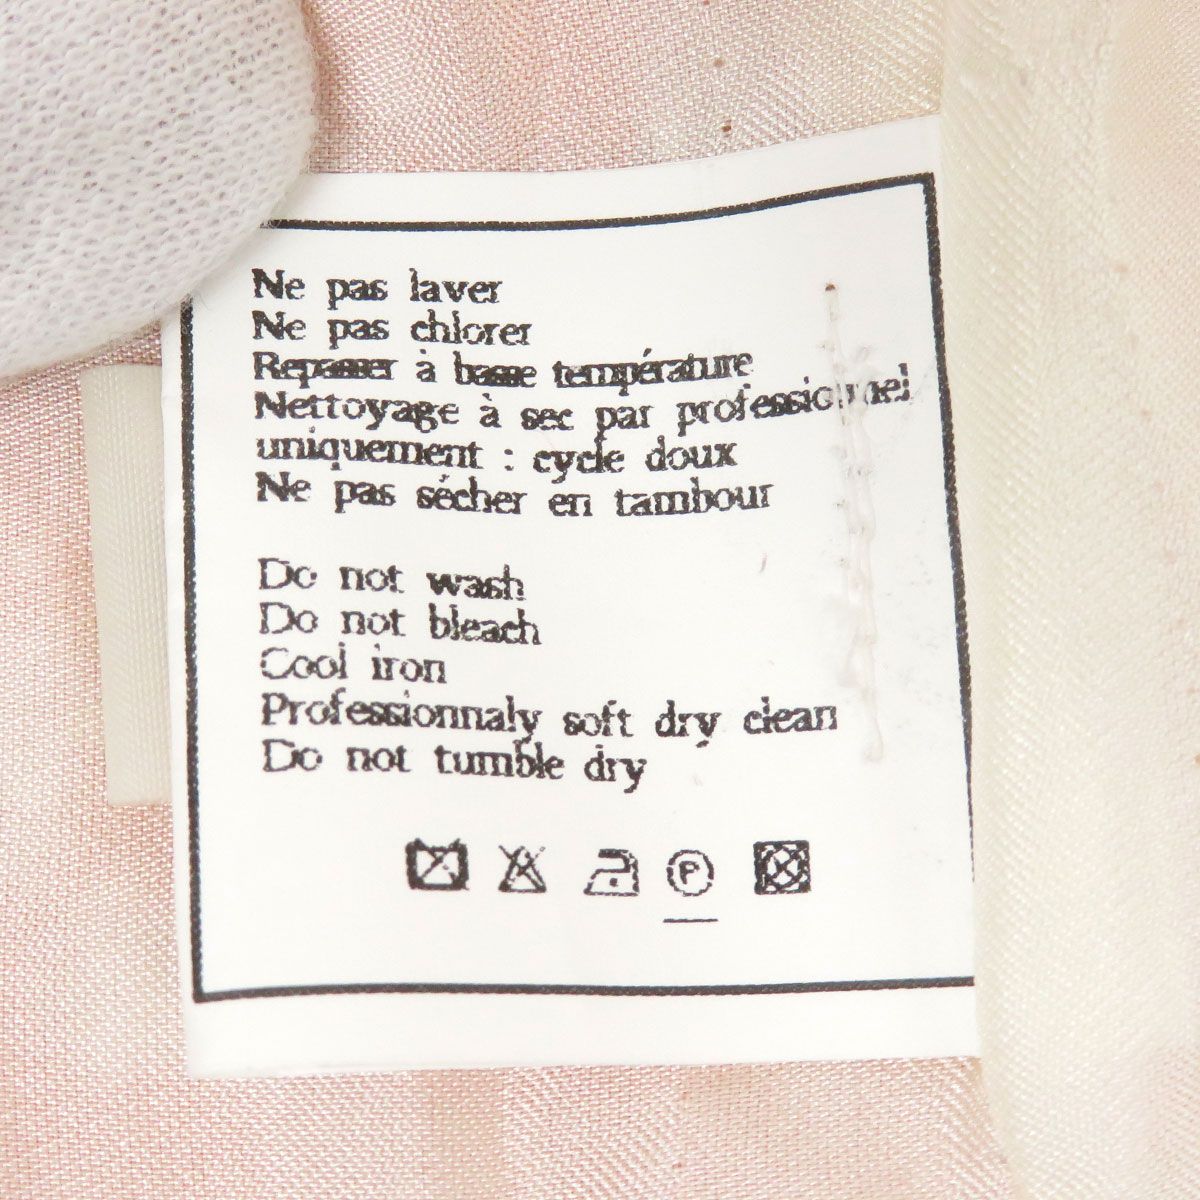 Ne pas laver
Ne pas chlorer
Repasser à basse température
Nettoyage à sec par professionnel
uniquement : cycle doux
Ne pas sécher en tambour
Do not wash
Do not bleach
Cool iron
Professionnaly soft dry clean
Do not tumble dry
P